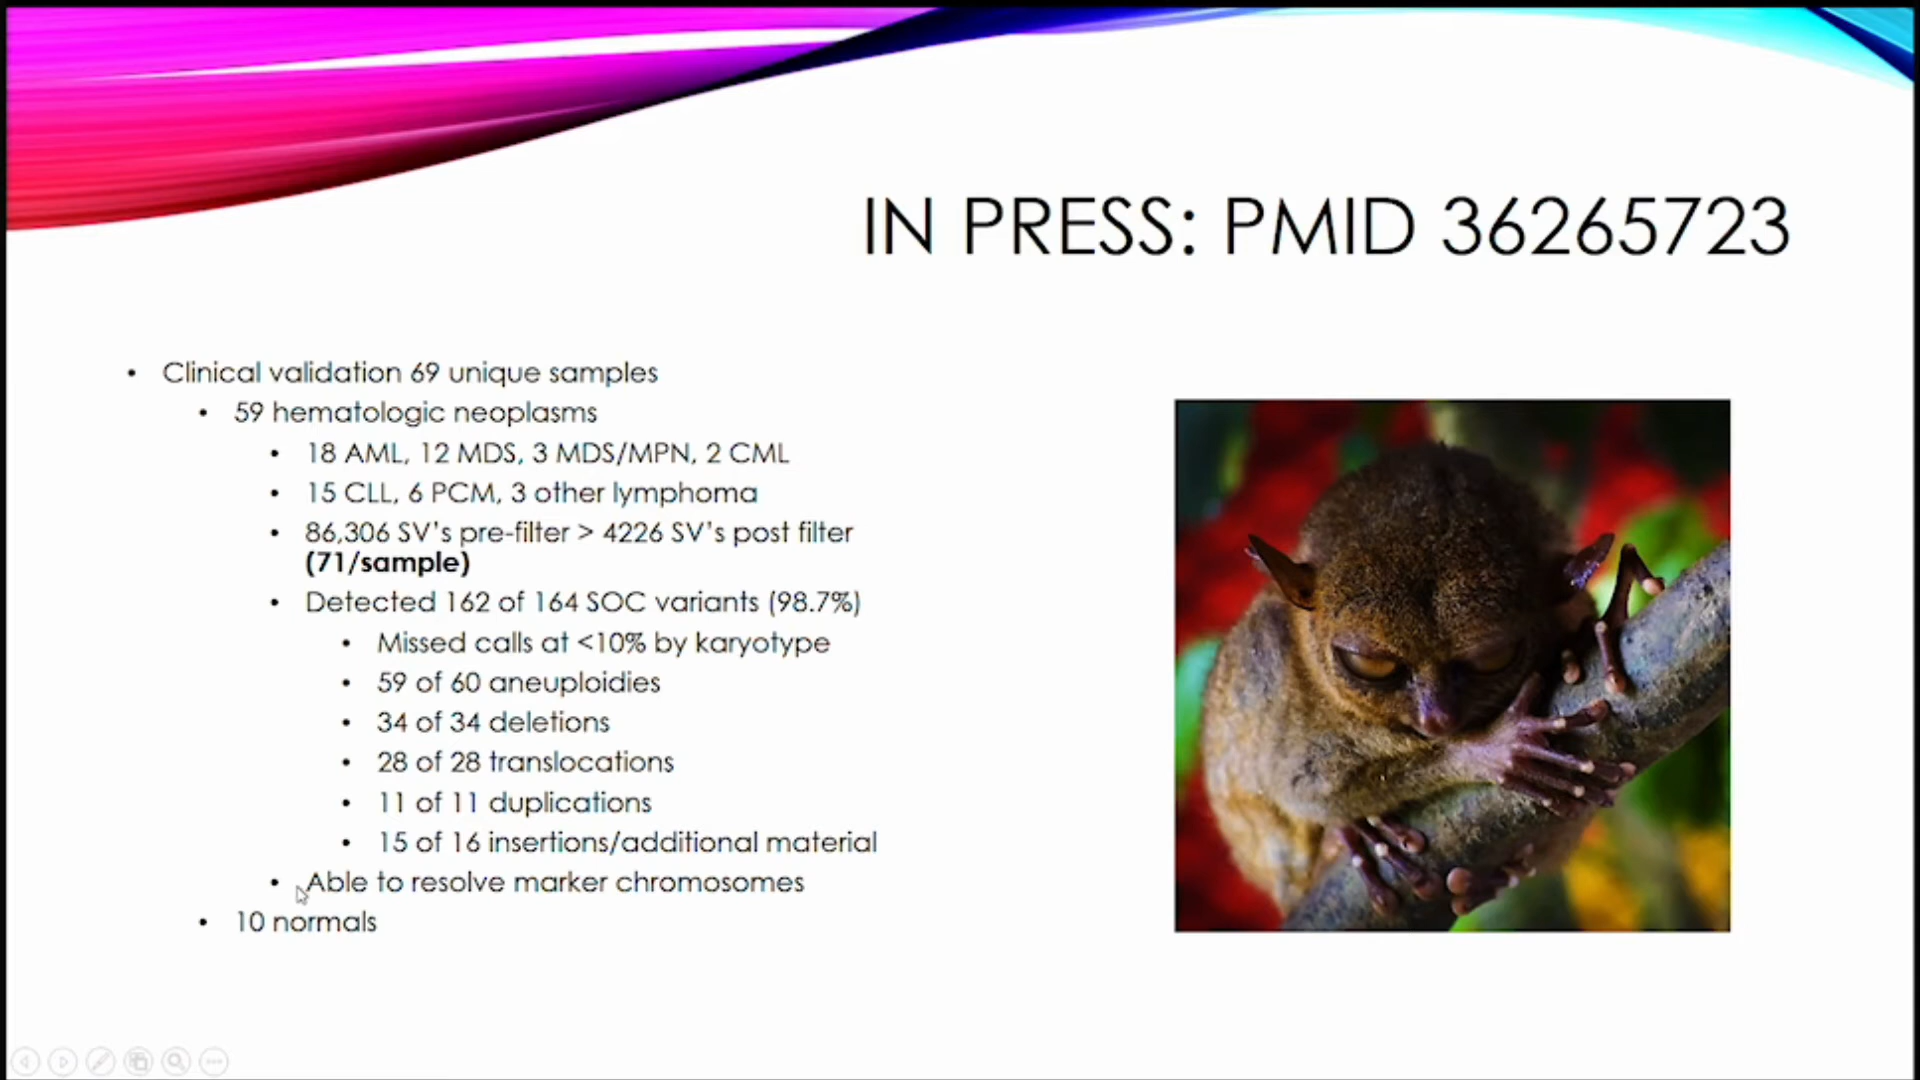 IN PRESS: PMID 36265723
• Clinical validation 69 unique samples
• 59 hematologic neoplasms
• 18 AML, 12 MDS, 3 MDS/MPN, 2 CML
• 15 CLL, 6 PCM, 3 other lymphoma
• 86,306 SV's pre-filter > 4226 SV's post filter
(71/sample)
• Detected 162 of 164 SOC variants (98.7%)
• Missed calls at <10% by karyotype
• 59 of 60 aneuploidies
• 34 of 34 deletions
• 28 of 28 translocations
• 11 of 11 duplications
• 15 of 16 insertions/additional material
• Able to resolve marker chromosomes
• 10 normals